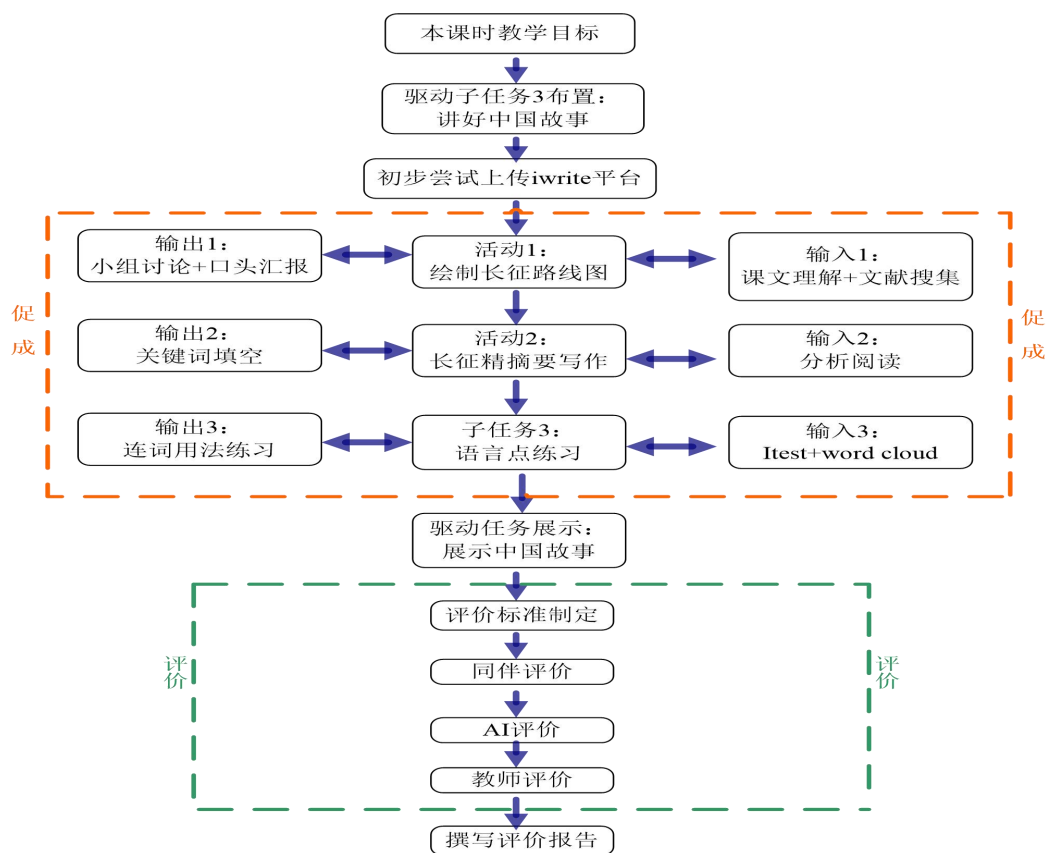 本课时教学目标
驱动子任务3布置：
讲好中国故事
初步尝试上传iwrite平台
输出1：
小组讨论+口头汇报
活动1：
绘制长征路线图
输入1：
课文理解+文献搜集
促
成
促
成
输出2：
关键词填空
活动2：
长征精摘要写作
输入2：
分析阅读
输出3：
连词用法练习
子任务3：
语言点练习
输入3：
Itest+word cloud
驱动任务展示：
展示中国故事
评价标准制定
评
价
评
价
同伴评价
AI评价
教师评价
撰写评价报告